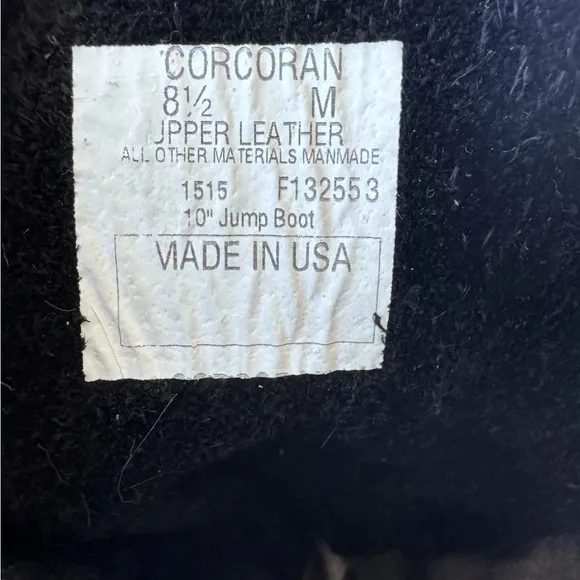 CORCORAN
8½ M
UPPER LEATHER
ALL OTHER MATERIALS MANMADE
1515 F132553
10" Jump Boot
MADE IN USA